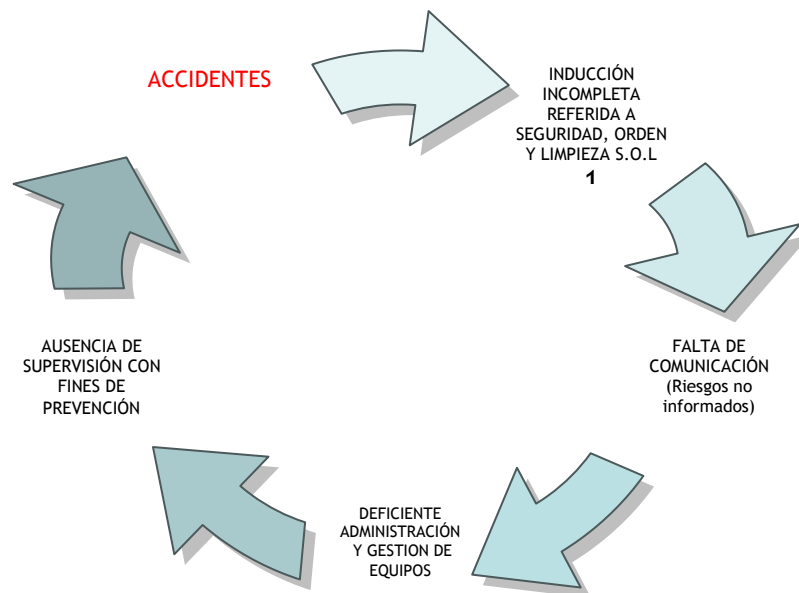 ACCIDENTES
INDUCCIÓN
INCOMPLETA
REFERIDA A
SEGURIDAD, ORDEN
Y LIMPIEZA S.O.L
1
FALTA DE
COMUNICACIÓN
(Riesgos no
informados)
DEFICIENTE
ADMINISTRACIÓN
Y GESTION DE
EQUIPOS
AUSENCIA DE
SUPERVISIÓN CON
FINES DE
PREVENCIÓN